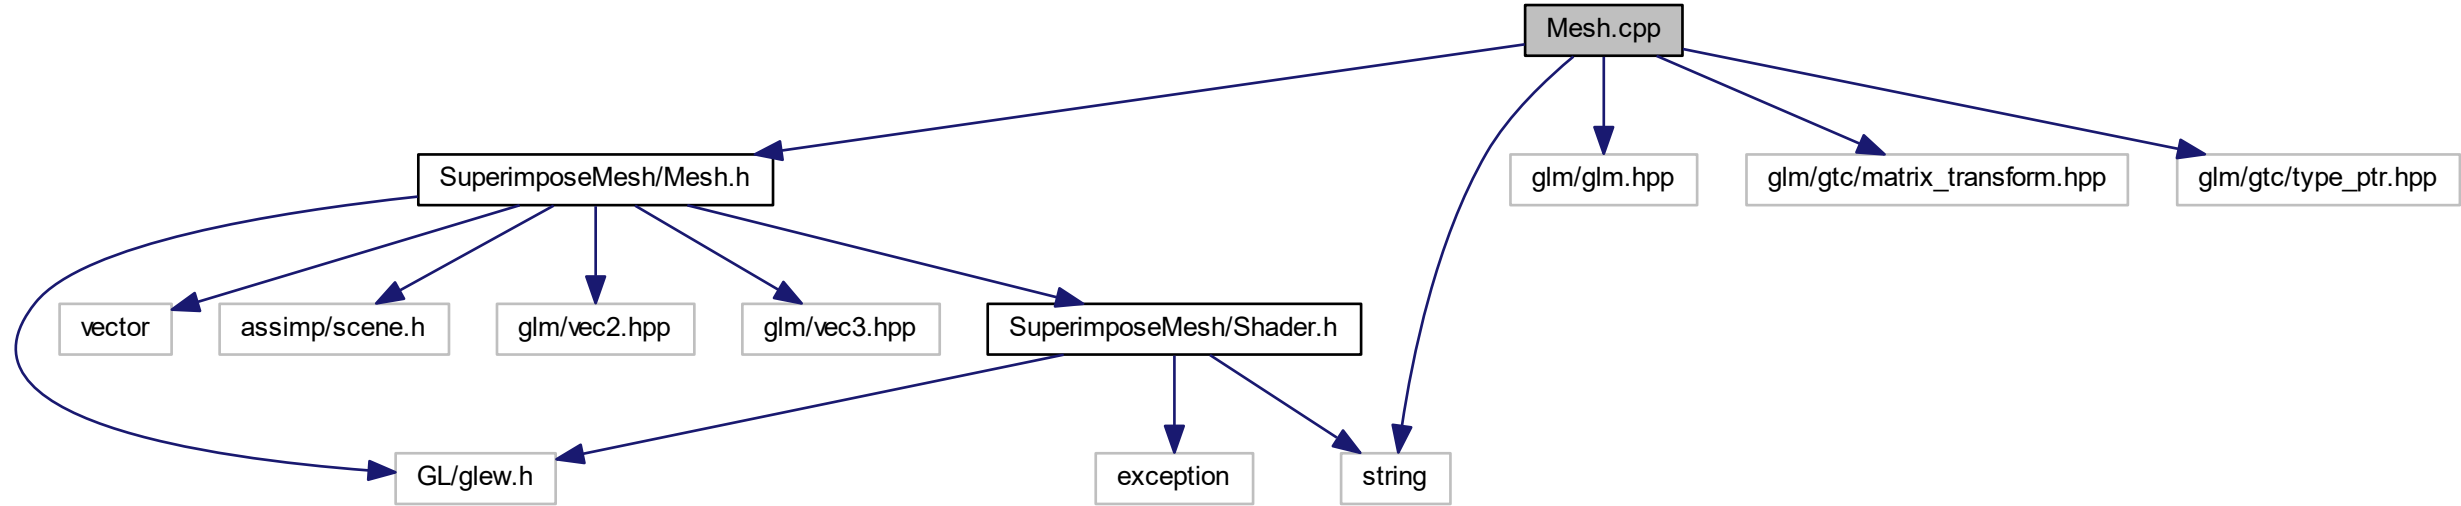 Mesh.cpp
SuperimposeMesh/Mesh.h
glm/glm.hpp
glm/gtc/matrix_transform.hpp
glm/gtc/type_ptr.hpp
vector
assimp/scene.h
glm/vec2.hpp
glm/vec3.hpp
SuperimposeMesh/Shader.h
GL/glew.h
exception
string